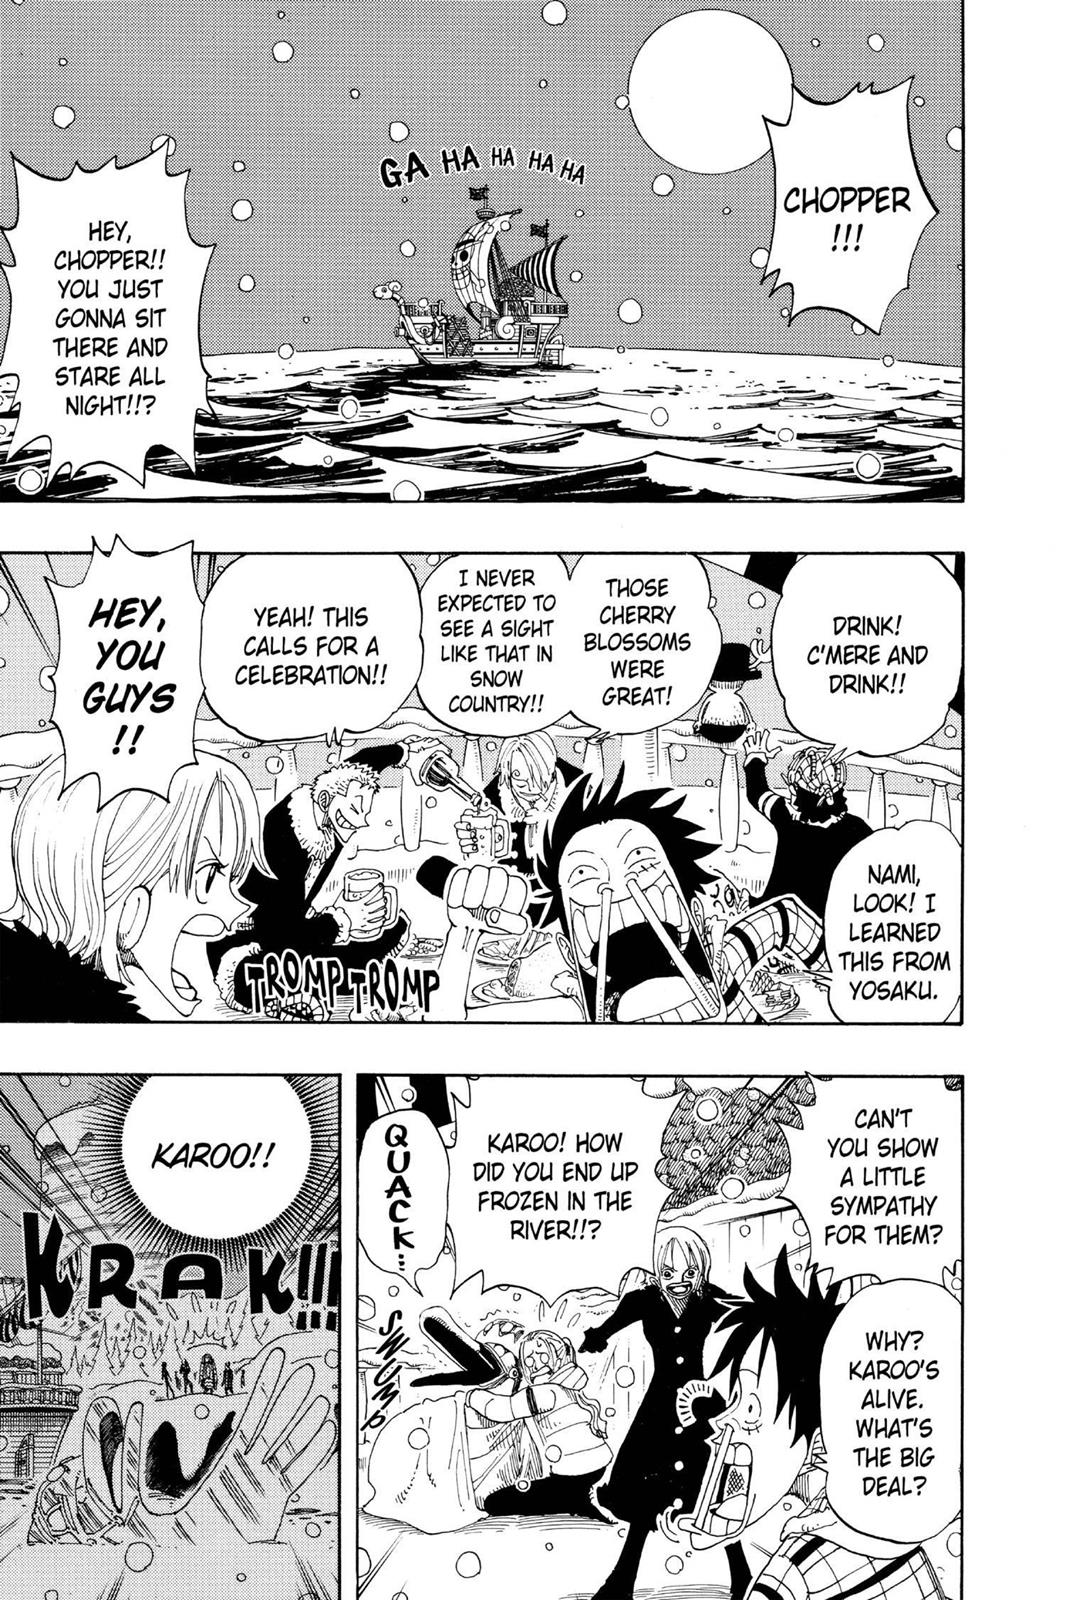 CHOPPER
!!!
GA HA HA HA HA
HEY,
CHOPPER!!
YOU JUST
GONNA SIT
THERE AND
STARE ALL
NIGHT!!?
DRINK!
C'MERE AND
DRINK!!
THOSE
CHERRY
BLOSSOMS
WERE
GREAT!
I NEVER
EXPECTED TO
SEE A SIGHT
LIKE THAT IN
SNOW
COUNTRY!!
YEAH! THIS
CALLS FOR A
CELEBRATION!!
HEY,
YOU
GUYS
!!
NAMI,
LOOK! I
LEARNED
THIS FROM
YOSAKU.
TROMP TROMP
CAN'T
YOU SHOW
A LITTLE
SYMPATHY
FOR THEM?
KAROO! HOW
DID YOU END UP
FROZEN IN THE
RIVER!!?
QUACK...
SWUMP
WHY?
KAROO'S
ALIVE.
WHAT'S
THE BIG
DEAL?
KAROO!!
KRAK!!!